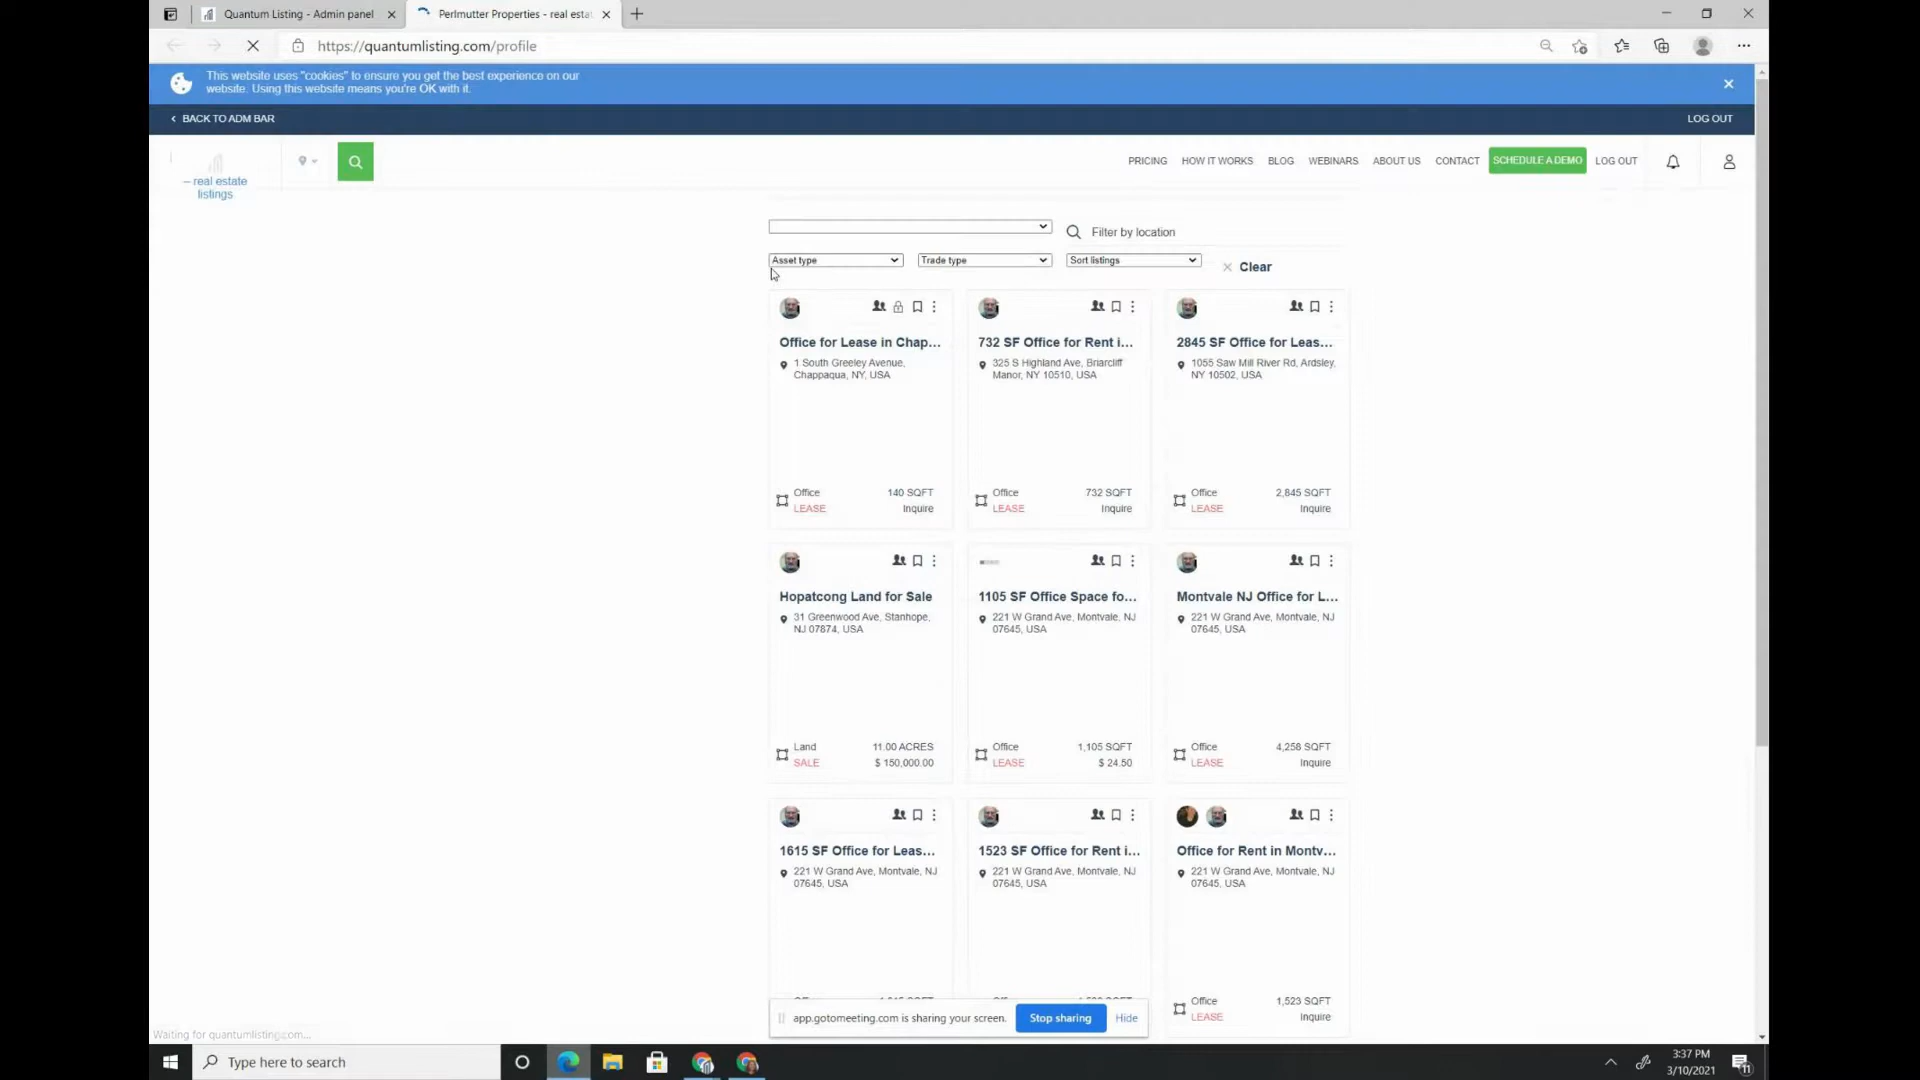 Quantum Listing - Admin panel
Perlmutter Properties - real esta
https://quantumlisting.com/profile
This website uses "cookies" to ensure you get the best experience on our
website. Using this website means you're OK with it.
BACK TO ADM BAR
LOG OUT
– real estate
listings
PRICING
HOW IT WORKS
BLOG
WEBINARS
ABOUT US
CONTACT
SCHEDULE A DEMO
LOG OUT
Filter by location
Asset type
Trade type
Sort listings
Clear
Office for Lease in Chap...
1 South Greeley Avenue,
Chappaqua, NY, USA
Office 140 SQFT
LEASE Inquire
732 SF Office for Rent i...
325 S Highland Ave, Briarcliff
Manor, NY 10510, USA
Office 732 SQFT
LEASE Inquire
2845 SF Office for Leas...
1055 Saw Mill River Rd, Ardsley,
NY 10502, USA
Office 2,845 SQFT
LEASE Inquire
Hopatcong Land for Sale
31 Greenwood Ave, Stanhope,
NJ 07874, USA
Land 11.00 ACRES
SALE $ 150,000.00
1105 SF Office Space fo...
221 W Grand Ave, Montvale, NJ
07645, USA
Office 1,105 SQFT
LEASE $ 24.50
Montvale NJ Office for L...
221 W Grand Ave, Montvale, NJ
07645, USA
Office 4,258 SQFT
LEASE Inquire
1615 SF Office for Leas...
221 W Grand Ave, Montvale, NJ
07645, USA
1523 SF Office for Rent i...
221 W Grand Ave, Montvale, NJ
07645, USA
Office for Rent in Montv...
221 W Grand Ave, Montvale, NJ
07645, USA
Office 1,523 SQFT
LEASE Inquire
app.gotomeeting.com is sharing your screen.
Stop sharing
Hide
Waiting for quantumlisting.com...
Type here to search
3:37 PM
3/10/2021
11